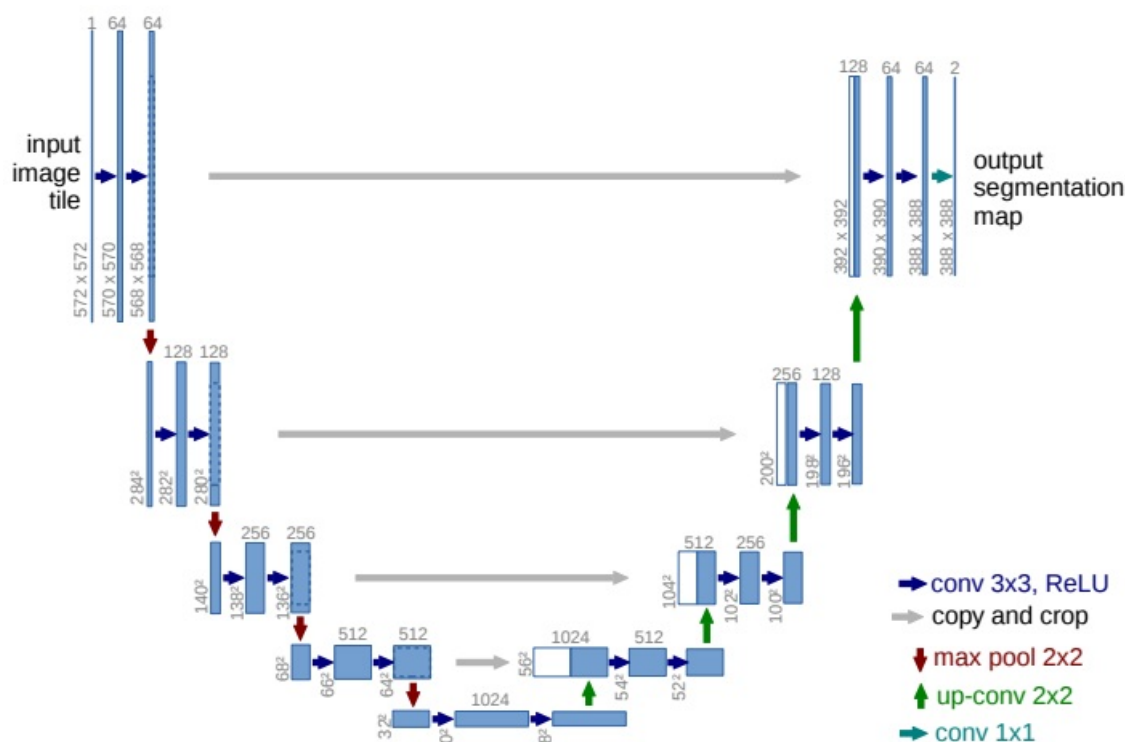 1 64 64
128 64 64 2
input
image
tile
output
segmentation
map
572 x 572
570 x 570
568 x 568
392 x 392
390 x 390
388 x 388
388 x 388
128 128
256 128
284²
282²
280²
200²
198²
196²
256 256
512 256
140²
138²
136²
104²
102²
100²
512 512
1024 512
68²
66²
64²
56²
54²
52²
1024
32²
conv 3x3, ReLU
copy and crop
max pool 2x2
up-conv 2x2
conv 1x1